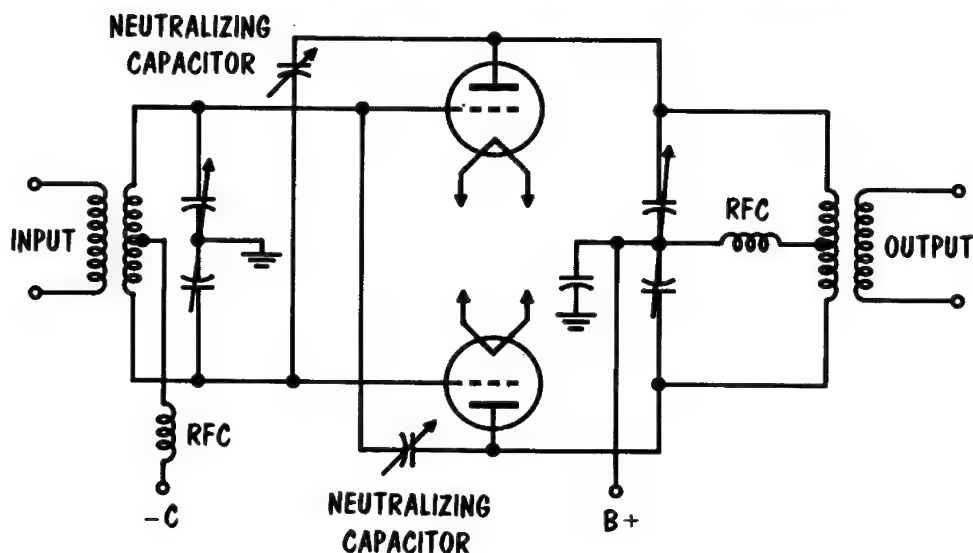 NEUTRALIZING
CAPACITOR
INPUT
RFC
OUTPUT
RFC
-C
NEUTRALIZING
CAPACITOR
B+